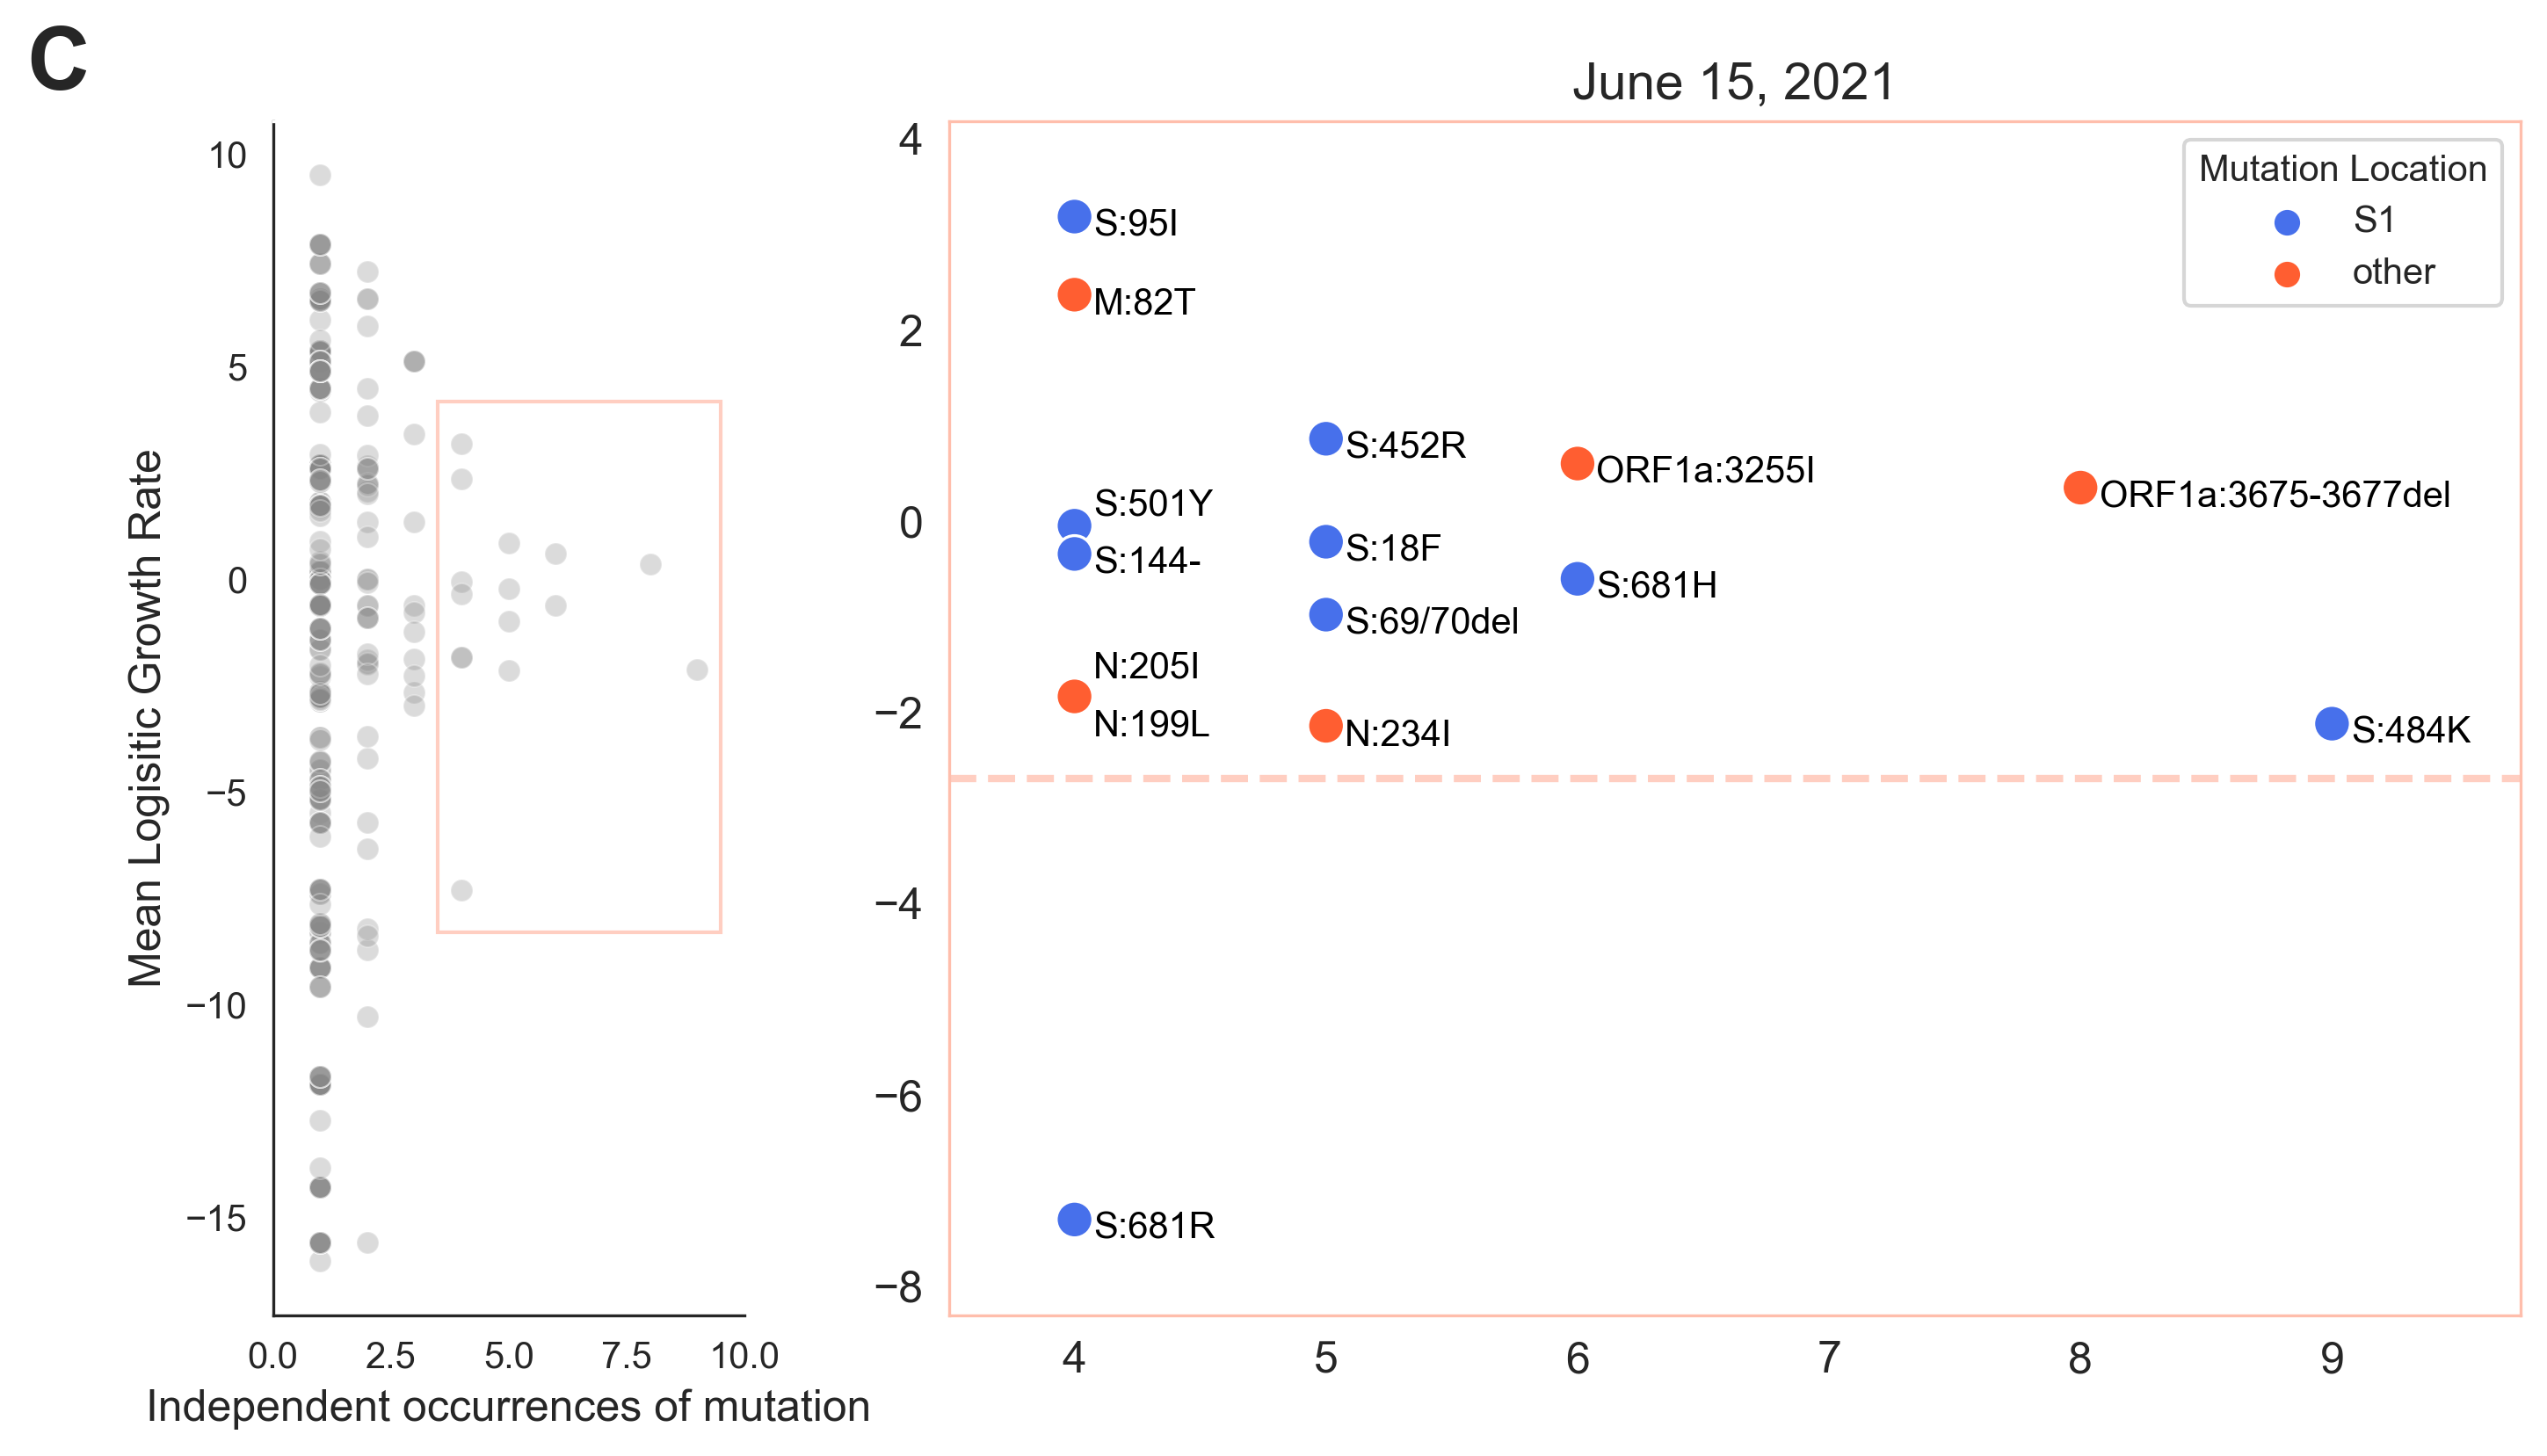 C
June 15, 2021
Mean Logisitic Growth Rate
10
5
0
−5
−10
−15
0.0 2.5 5.0 7.5 10.0
Independent occurrences of mutation
4
2
0
−2
−4
−6
−8
4 5 6 7 8 9
Mutation Location
S1
other
S:95I
M:82T
S:452R
ORF1a:3255I
ORF1a:3675-3677del
S:501Y
S:144-
S:18F
S:681H
S:69/70del
N:205I
N:199L
N:234I
S:484K
S:681R